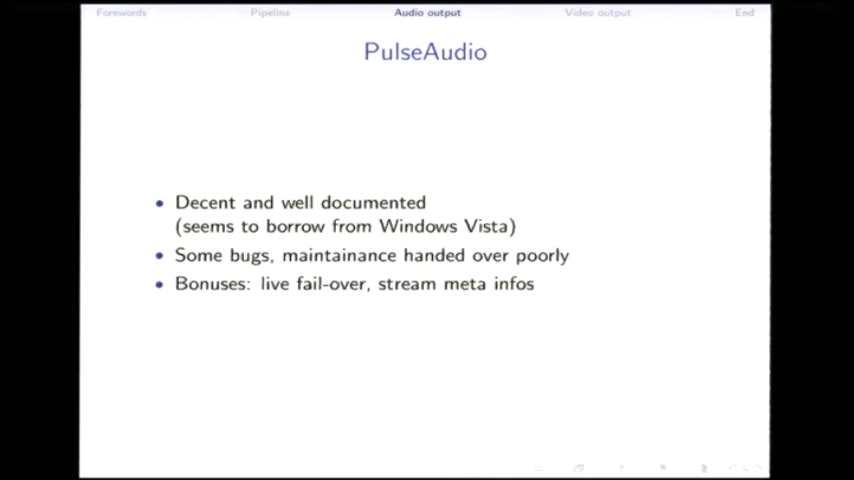 Forewords Pipeline Audio output Video output End
PulseAudio
• Decent and well documented
(seems to borrow from Windows Vista)
• Some bugs, maintainance handed over poorly
• Bonuses: live fail-over, stream meta infos